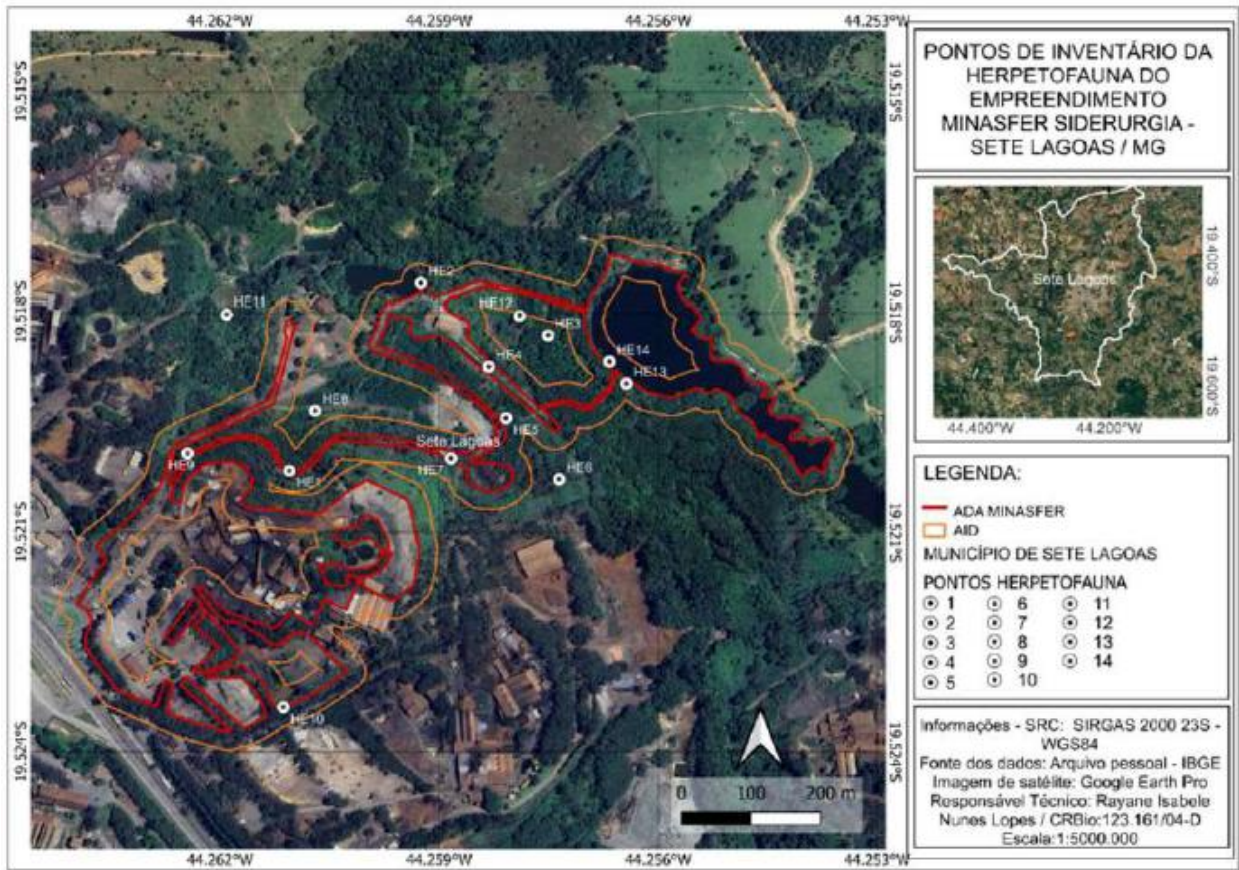 44.262°W 44.259°W 44.256°W 44.253°W
19.515°S
19.518°S
19.521°S
19.524°S
HE2
HE11
HE12
HE3
HE4
HE14
HE13
HE8
HE5
Sete Lagoas
HE9
HE7
HE1
HE6
HE10
0 100 200 m
19.515°S
19.518°S
19.521°S
19.524°S
44.262°W 44.259°W 44.256°W 44.253°W
PONTOS DE INVENTÁRIO DA
HERPETOFAUNA DO
EMPREENDIMENTO
MINASFER SIDERURGIA -
SETE LAGOAS / MG
Sete Lagoas
19.400°S
19.600°S
44.400°W 44.200°W
LEGENDA:
ADA MINASFER
AID
MUNICÍPIO DE SETE LAGOAS
PONTOS HERPETOFAUNA
1 6 11
2 7 12
3 8 13
4 9 14
5 10
Informações - SRC: SIRGAS 2000 23S -
WGS84
Fonte dos dados: Arquivo pessoal - IBGE
Imagem de satélite: Google Earth Pro
Responsável Técnico: Rayane Isabele
Nunes Lopes / CRBio:123.161/04-D
Escala:1:5000.000